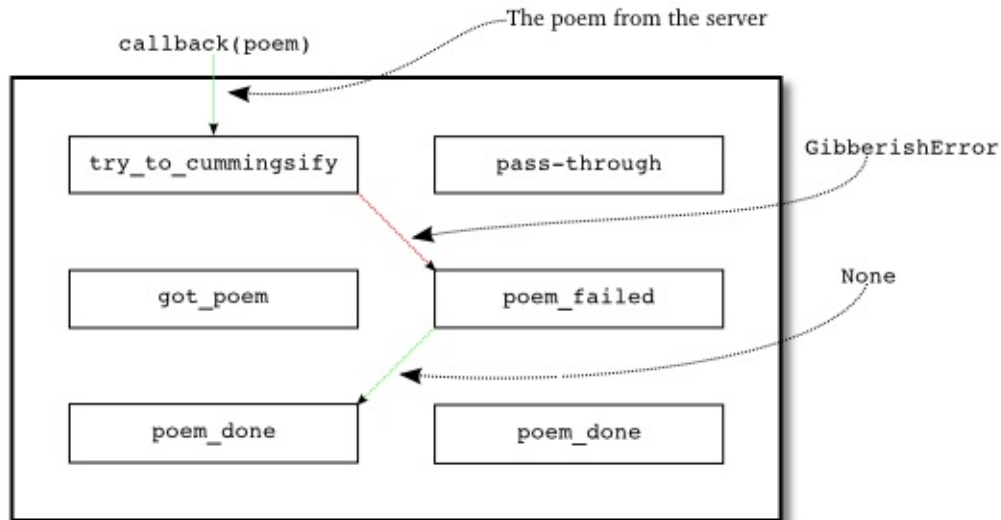 The poem from the server
callback(poem)
try_to_cummingsify
pass-through
GibberishError
got_poem
poem_failed
None
poem_done
poem_done